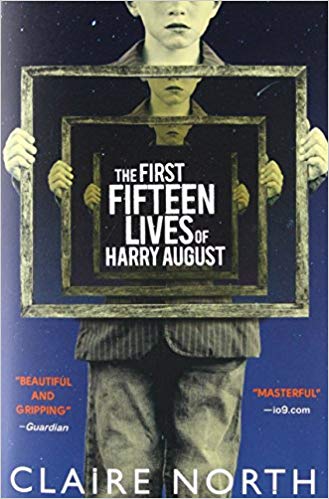 THE FIRST
FIFTEEN
LIVES OF
HARRY AUGUST
"BEAUTIFUL
AND
GRIPPING"
—Guardian
"MASTERFUL"
—io9.com
CLAIRE NORTH